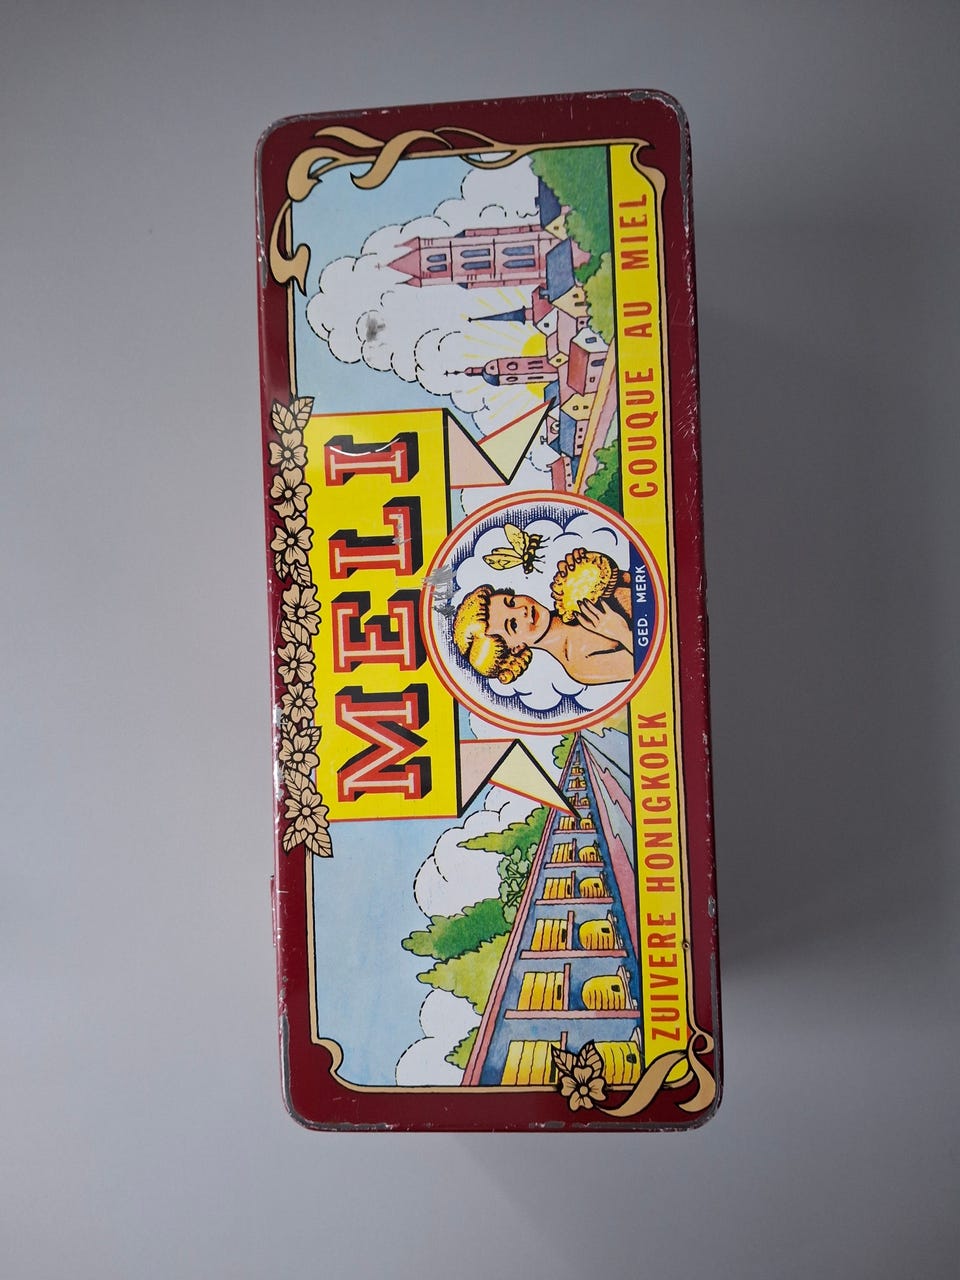 MELI
GED. MERK
ZUIVERE HONIGKOEK COUQUE AU MIEL